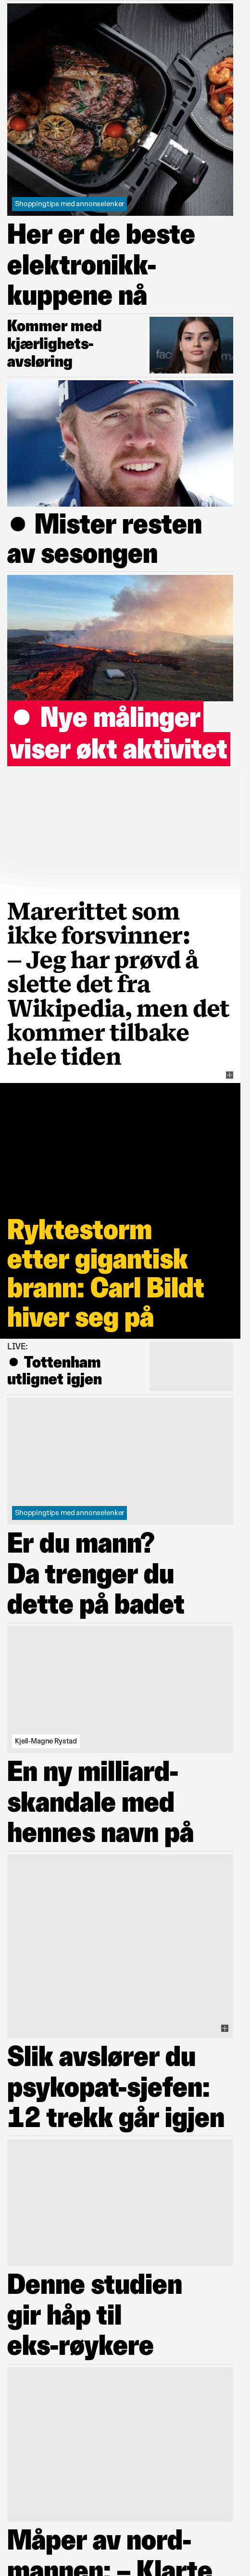 Shoppingtips med annonselenker
Her er de beste
elektronikk-
kuppene nå
Kommer med
kjærlighets-
avsløring
● Mister resten
av sesongen
● Nye målinger
viser økt aktivitet
Marerittet som
ikke forsvinner:
– Jeg har prøvd å
slette det fra
Wikipedia, men det
kommer tilbake
hele tiden
Ryktestorm
etter gigantisk
brann: Carl Bildt
hiver seg på
LIVE:
● Tottenham
utlignet igjen
Shoppingtips med annonselenker
Er du mann?
Da trenger du
dette på badet
Kjell-Magne Rystad
En ny milliard-
skandale med
hennes navn på
Slik avslører du
psykopat-sjefen:
12 trekk går igjen
Denne studien
gir håp til
eks-røykere
Måper av nord-
mannen: – Klarte